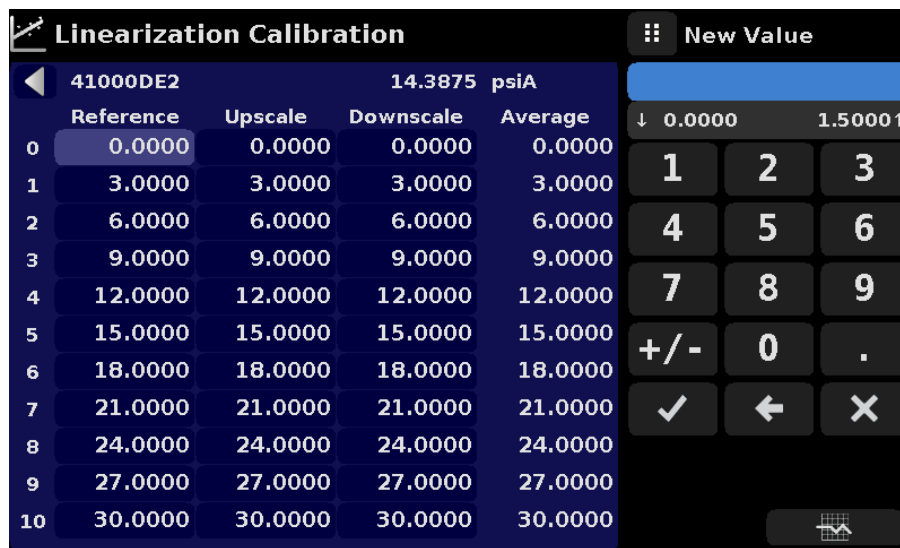 Linearization Calibration
New Value
41000DE2 14.3875 psiA
↓ 0.0000 1.50001
Reference Upscale Downscale Average
0 0.0000 0.0000 0.0000 0.0000
1 3.0000 3.0000 3.0000 3.0000
2 6.0000 6.0000 6.0000 6.0000
3 9.0000 9.0000 9.0000 9.0000
4 12.0000 12.0000 12.0000 12.0000
5 15.0000 15.0000 15.0000 15.0000
6 18.0000 18.0000 18.0000 18.0000
7 21.0000 21.0000 21.0000 21.0000
8 24.0000 24.0000 24.0000 24.0000
9 27.0000 27.0000 27.0000 27.0000
10 30.0000 30.0000 30.0000 30.0000
1 2 3
4 5 6
7 8 9
+/- 0 .